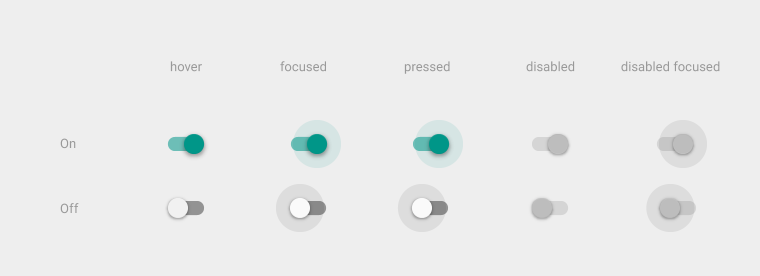 hover focused pressed disabled disabled focused
On
Off